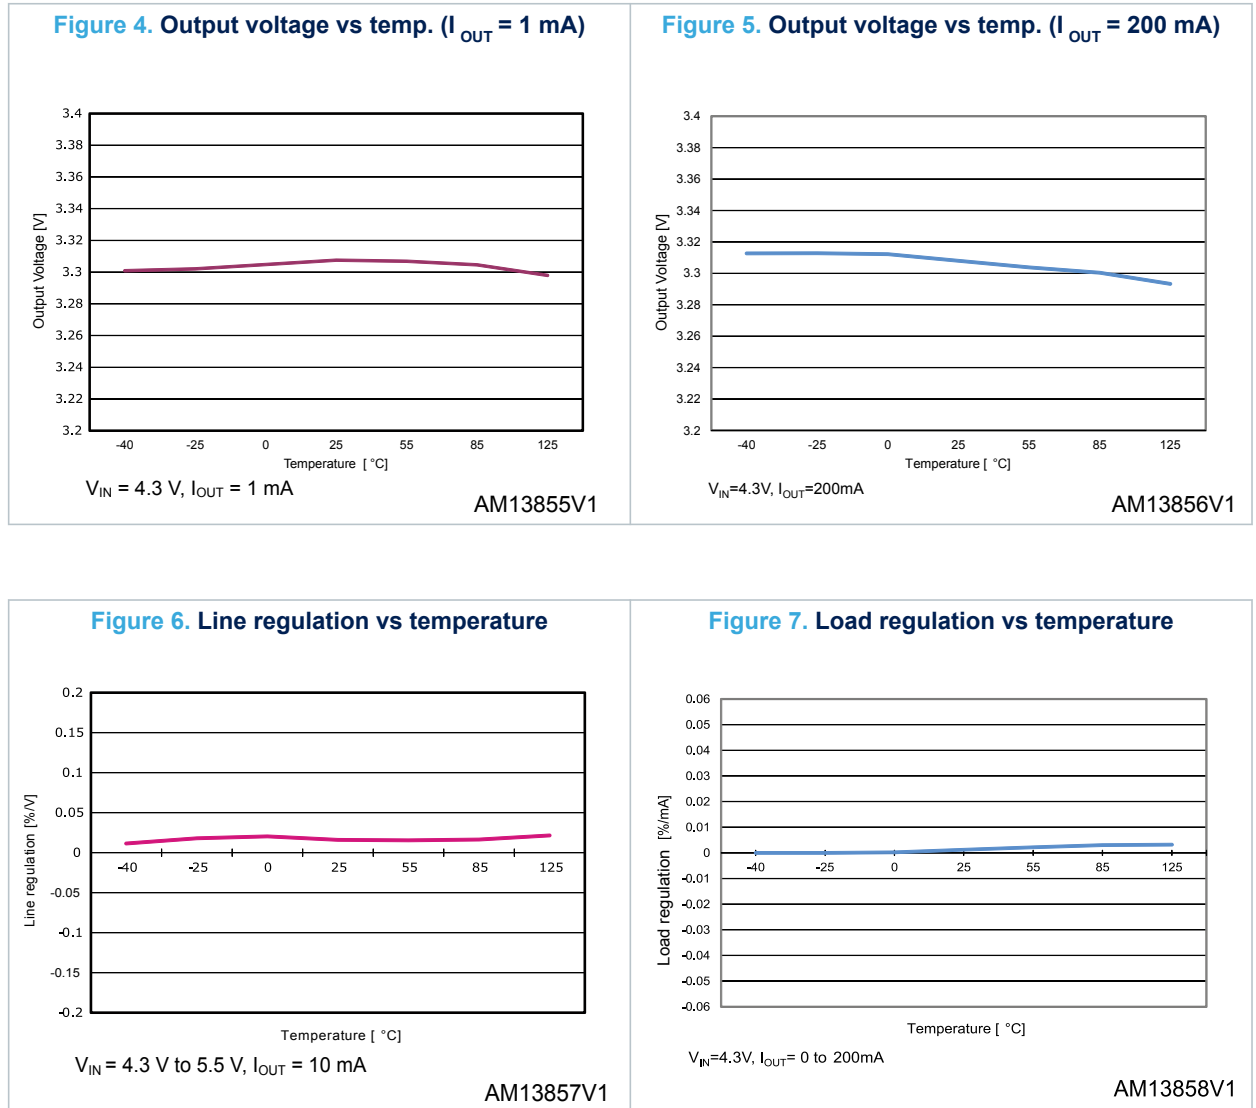 Figure 4. Output voltage vs temp. (I OUT = 1 mA)
3.4
3.38
3.36
3.34
3.32
3.3
3.28
3.26
3.24
3.22
3.2
Output Voltage [V]
-40 -25 0 25 55 85 125
Temperature [ °C]
VIN = 4.3 V, IOUT = 1 mA
AM13855V1
Figure 5. Output voltage vs temp. (I OUT = 200 mA)
3.4
3.38
3.36
3.34
3.32
3.3
3.28
3.26
3.24
3.22
3.2
Output Voltage [V]
-40 -25 0 25 55 85 125
Temperature [ °C]
VIN=4.3V, IOUT=200mA
AM13856V1
Figure 6. Line regulation vs temperature
0.2
0.15
0.1
0.05
0
-0.05
-0.1
-0.15
-0.2
Line regulation [%/V]
-40 -25 0 25 55 85 125
Temperature [ °C]
VIN = 4.3 V to 5.5 V, IOUT = 10 mA
AM13857V1
Figure 7. Load regulation vs temperature
0.06
0.05
0.04
0.03
0.02
0.01
0
-0.01
-0.02
-0.03
-0.04
-0.05
-0.06
Load regulation [%/mA]
-40 -25 0 25 55 85 125
Temperature [ °C]
VIN=4.3V, IOUT= 0 to 200mA
AM13858V1